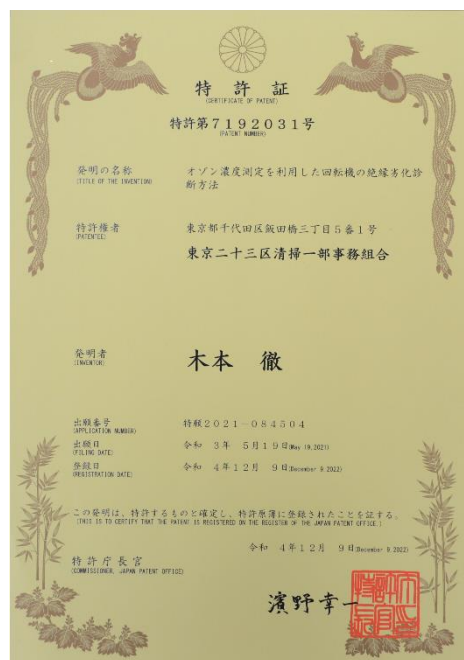 特許証
(CERTIFICATE OF PATENT)
特許第7192031号
(PATENT NUMBER)
発明の名称
(TITLE OF THE INVENTION)
オゾン濃度測定を利用した回転機の絶縁劣化診
断方法
特許権者
(PATENTEE)
東京都千代田区飯田橋三丁目5番1号
東京二十三区清掃一部事務組合
発明者
(INVENTOR)
木本 徹
出願番号
(APPLICATION NUMBER)
特願2021-084504
出願日
(FILING DATE)
令和 3年 5月19日(May 19,2021)
登録日
(REGISTRATION DATE)
令和 4年12月 9日(December 9,2022)
この発明は、特許するものと確定し、特許原簿に登録されたことを証する。
(THIS IS TO CERTIFY THAT THE PATENT IS REGISTERED ON THE REGISTER OF THE JAPAN PATENT OFFICE.)
令和 4年12月 9日(December 9,2022)
特許庁長官
(COMMISSIONER, JAPAN PATENT OFFICE)
濱野幸一